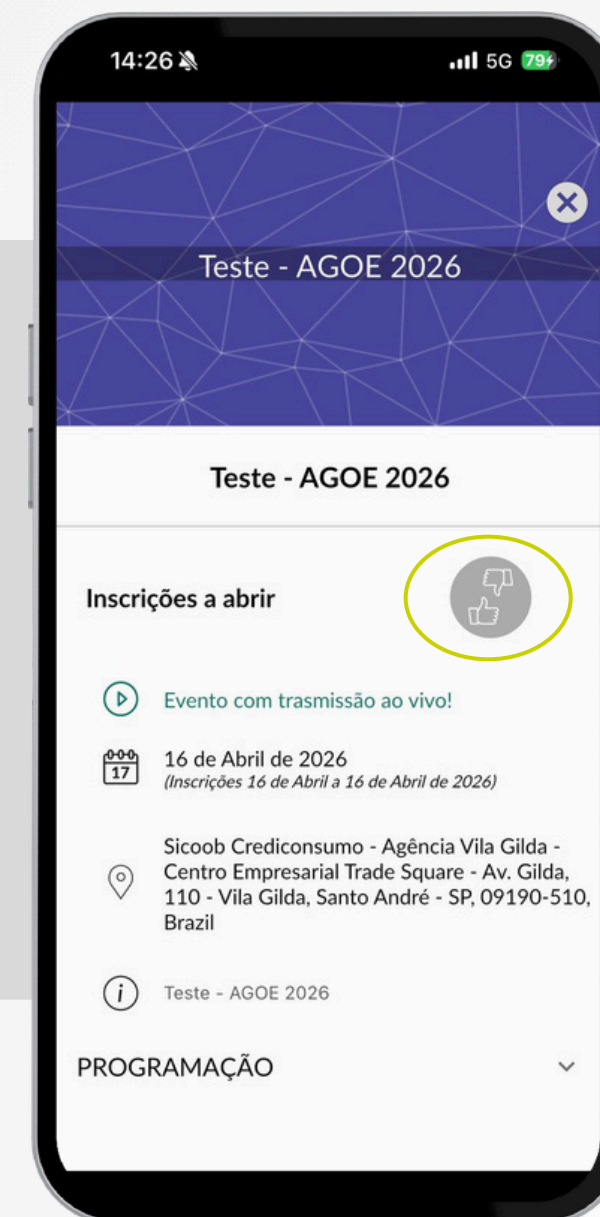 14:26
5G 79
Teste - AGOE 2026
Teste - AGOE 2026
Inscrições a abrir
Evento com trasmissão ao vivo!
17
16 de Abril de 2026
(Inscrições 16 de Abril a 16 de Abril de 2026)
Sicoob Crediconsumo - Agência Vila Gilda -
Centro Empresarial Trade Square - Av. Gilda,
110 - Vila Gilda, Santo André - SP, 09190-510,
Brazil
i
Teste - AGOE 2026
PROGRAMAÇÃO